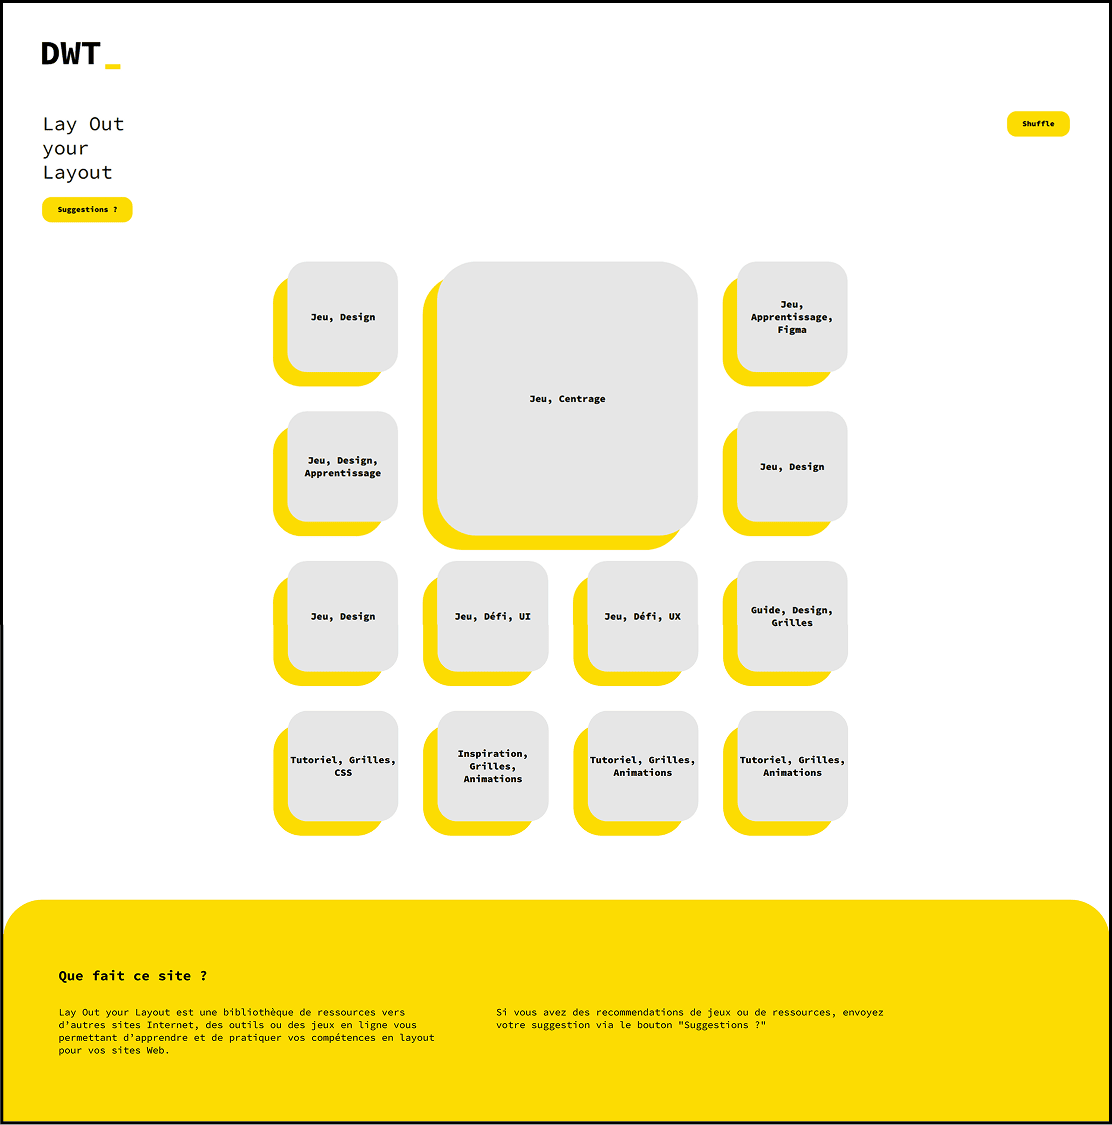 DWT_
Lay Out
your
Layout
Shuffle
Suggestions ?
Jeu, Design
Jeu, Centrage
Jeu,
Apprentissage,
Figma
Jeu, Design,
Apprentissage
Jeu, Design
Jeu, Design
Jeu, Défi, UI
Jeu, Défi, UX
Guide, Design,
Grilles
Tutoriel, Grilles,
CSS
Inspiration,
Grilles,
Animations
Tutoriel, Grilles,
Animations
Tutoriel, Grilles,
Animations
Que fait ce site ?
Lay Out your Layout est une bibliothèque de ressources vers
d’autres sites Internet, des outils ou des jeux en ligne vous
permettant d’apprendre et de pratiquer vos compétences en layout
pour vos sites Web.
Si vous avez des recommendations de jeux ou de ressources, envoyez
votre suggestion via le bouton "Suggestions ?"